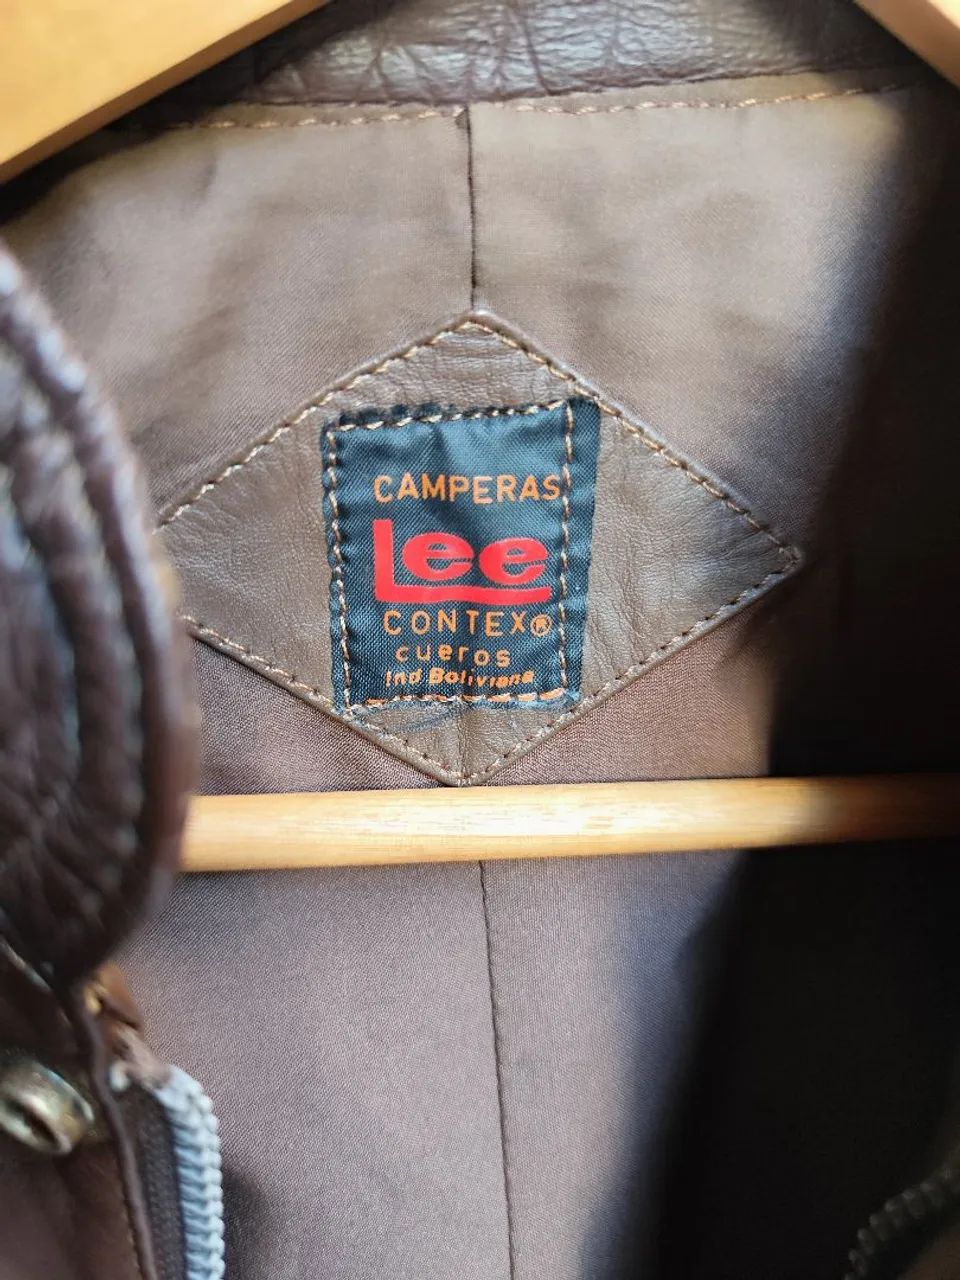 CAMPERAS
Lee
CONTEX®
cueros
Ind Boliviana